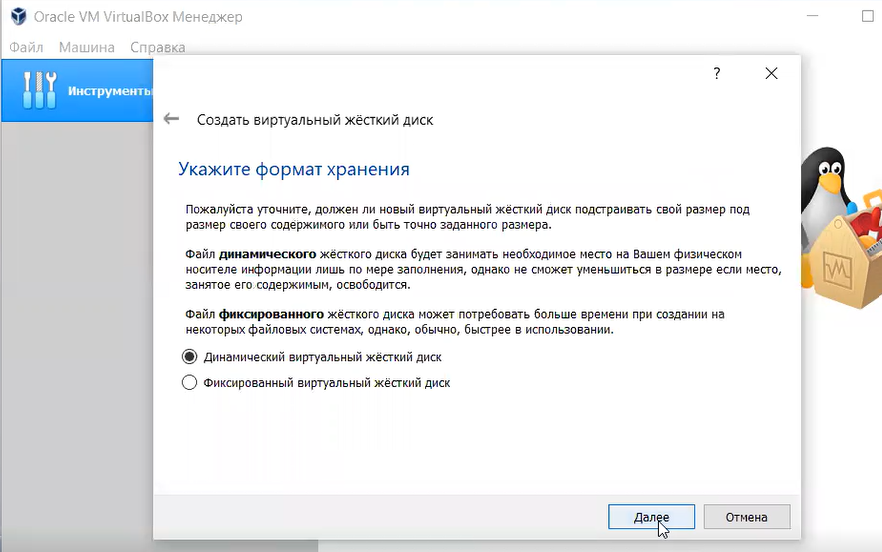 Oracle VM VirtualBox Менеджер
Файл Машина Справка
Инструменты
?
Создать виртуальный жёсткий диск
Укажите формат хранения
Пожалуйста уточните, должен ли новый виртуальный жёсткий диск подстраивать свой размер под
размер своего содержимого или быть точно заданного размера.
Файл динамического жёсткого диска будет занимать необходимое место на Вашем физическом
носителе информации лишь по мере заполнения, однако не сможет уменьшиться в размере если место,
занятое его содержимым, освободится.
Файл фиксированного жёсткого диска может потребовать больше времени при создании на
некоторых файловых системах, однако, обычно, быстрее в использовании.
Динамический виртуальный жёсткий диск
Фиксированный виртуальный жёсткий диск
Далее Отмена